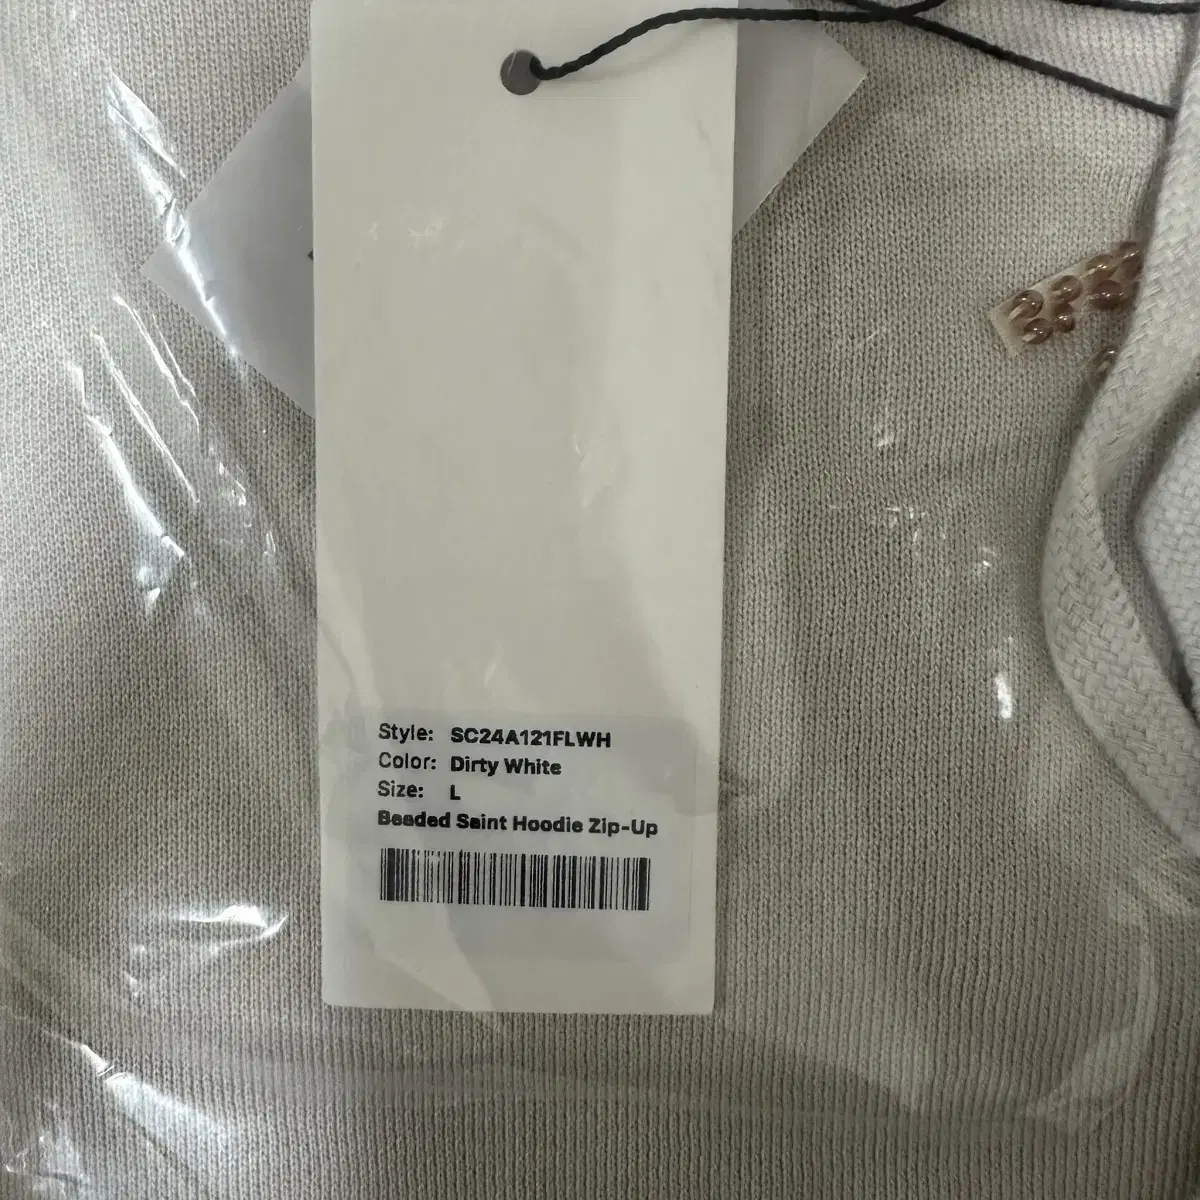 Style: SC24A121FLWH
Color: Dirty White
Size: L
Beaded Saint Hoodie Zip-Up